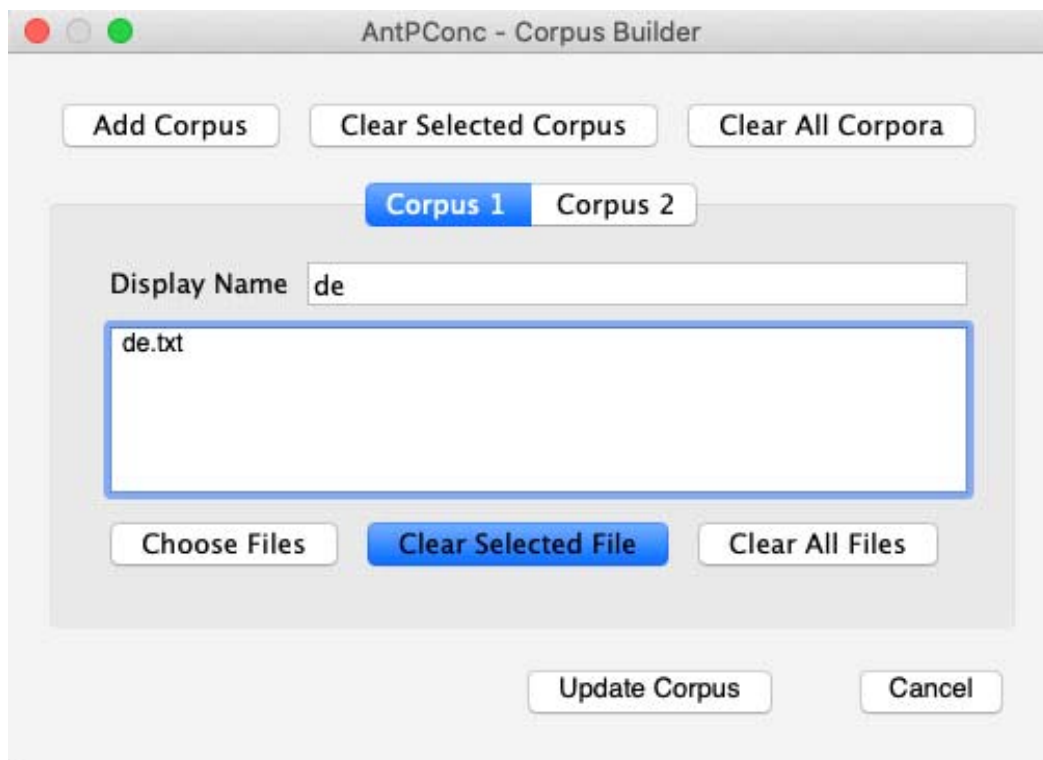 AntPConc - Corpus Builder
Add Corpus Clear Selected Corpus Clear All Corpora
Corpus 1 Corpus 2
Display Name de
de.txt
Choose Files Clear Selected File Clear All Files
Update Corpus Cancel